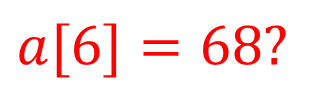 a[6] = 68?